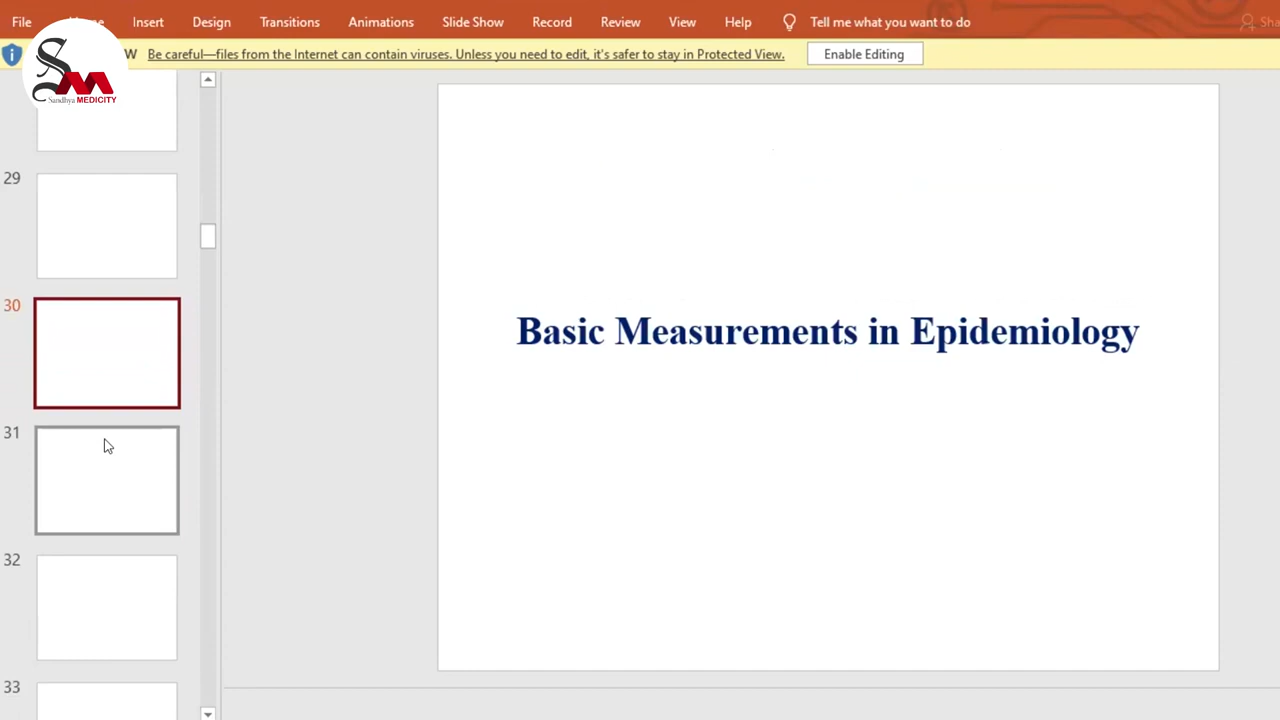 File Home Insert Design Transitions Animations Slide Show Record Review View Help Tell me what you want to do
W Be careful—files from the Internet can contain viruses. Unless you need to edit, it's safer to stay in Protected View. Enable Editing
SM
Sandhya MEDICITY
29
30
31
32
33
Basic Measurements in Epidemiology